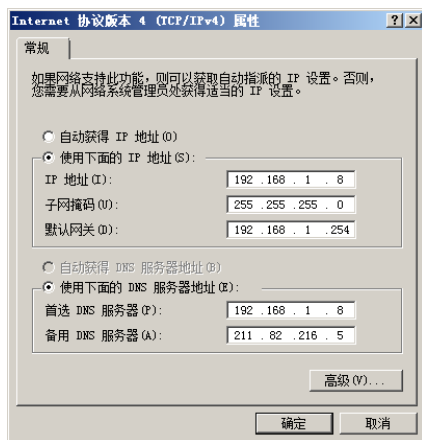 Internet 协议版本 4 (TCP/IPv4) 属性
常规
如果网络支持此功能，则可以获取自动指派的 IP 设置。否则，
您需要从网络系统管理员处获得适当的 IP 设置。
自动获得 IP 地址(O)
使用下面的 IP 地址(S):
IP 地址(I): 192 .168 . 1 . 8
子网掩码(U): 255 .255 .255 . 0
默认网关(D): 192 .168 . 1 .254
自动获得 DNS 服务器地址(B)
使用下面的 DNS 服务器地址(E):
首选 DNS 服务器(P): 192 .168 . 1 . 8
备用 DNS 服务器(A): 211 . 82 .216 . 5
高级(V)...
确定 取消